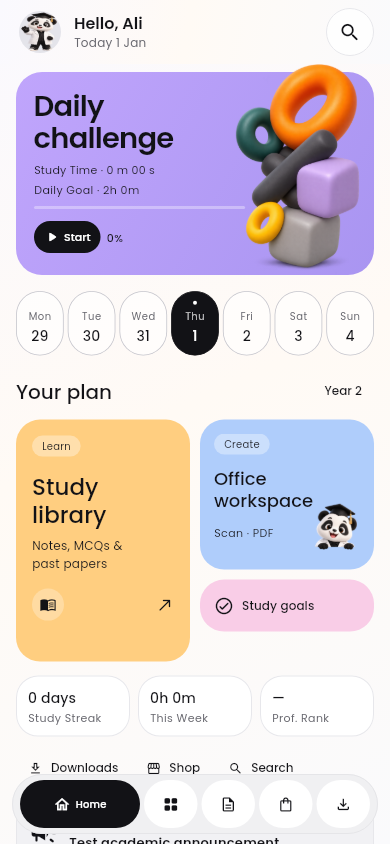 Hello, Ali
Today 1 Jan
Daily
challenge
Study Time · 0 m 00 s
Daily Goal · 2h 0m
Start
0%
Mon
29
Tue
30
Wed
31
Thu
1
Fri
2
Sat
3
Sun
4
Your plan
Year 2
Learn
Study
library
Notes, MCQs &
past papers
Create
Office
workspace
Scan · PDF
Study goals
0 days
Study Streak
0h 0m
This Week
—
Prof. Rank
Downloads
Shop
Search
Home
Test academic announcement